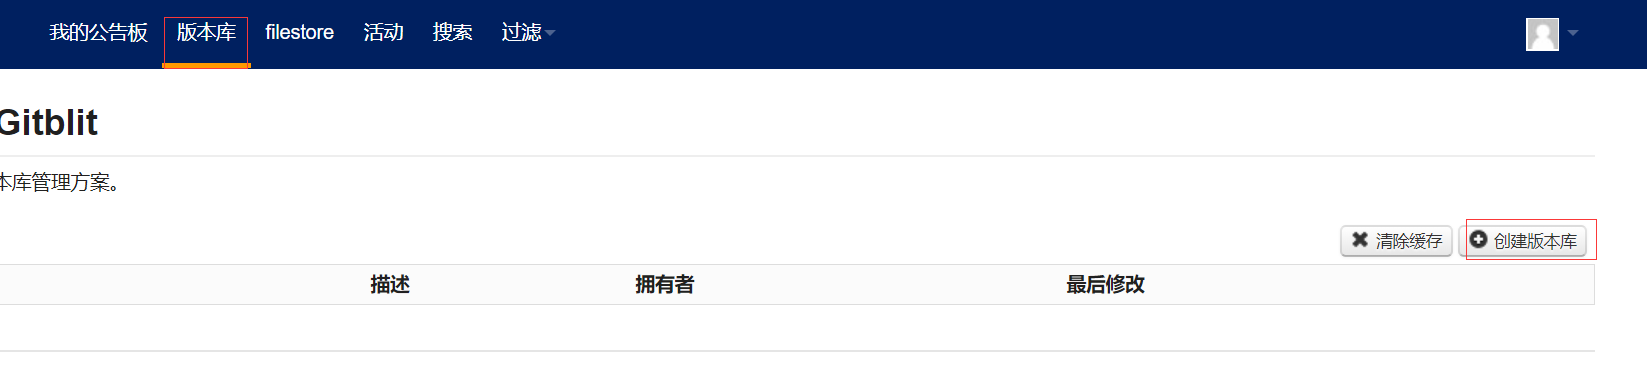 我的公告板 版本库 filestore 活动 搜索 过滤
Gitblit
本库管理方案。
清除缓存 创建版本库
描述 拥有者 最后修改